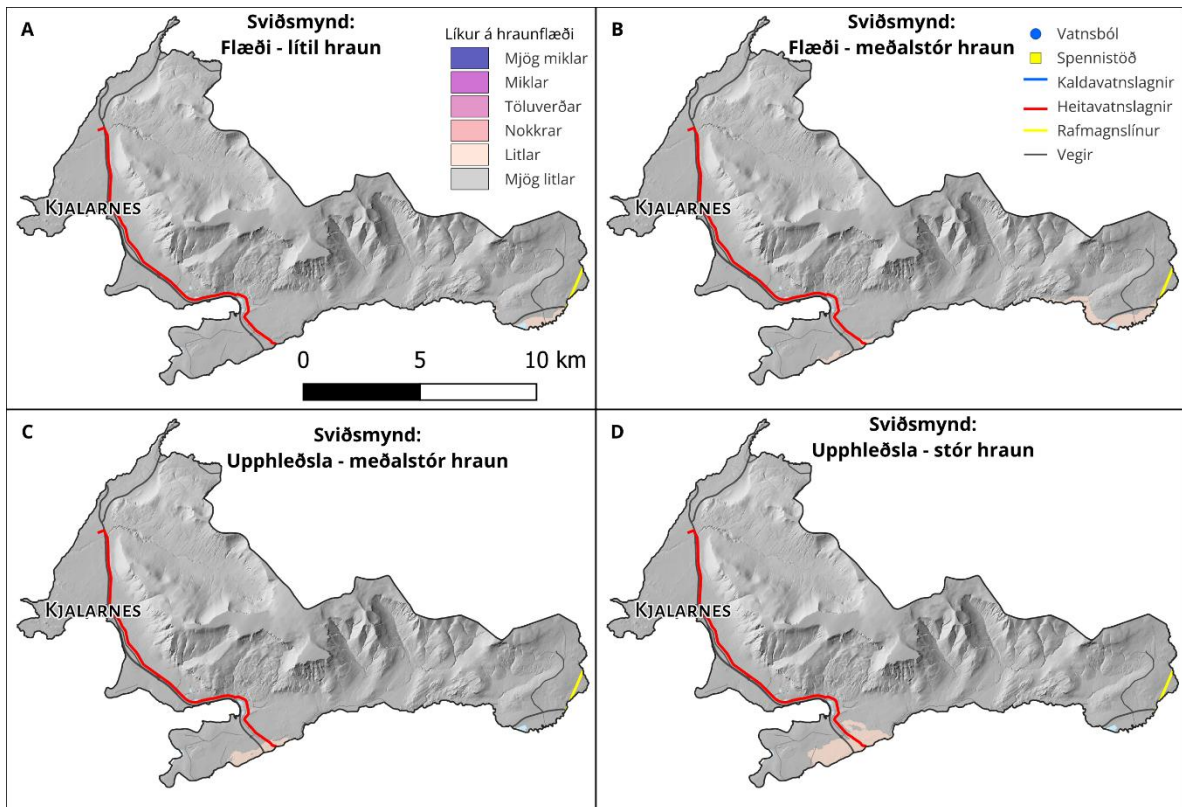 A
Sviðsmynd:
Flæði - lítil hraun
Líkur á hraunflæði
Mjög miklar
Miklar
Töluverðar
Nokkrar
Litlar
Mjög litlar
Kjalarnes
0 5 10 km
B
Sviðsmynd:
Flæði - meðalstór hraun
Vatnsból
Spennistöð
Kaldavatnslagnir
Heitavatnslagnir
Rafmagnslínur
Vegir
Kjalarnes
C
Sviðsmynd:
Upphleðsla - meðalstór hraun
Kjalarnes
D
Sviðsmynd:
Upphleðsla - stór hraun
Kjalarnes